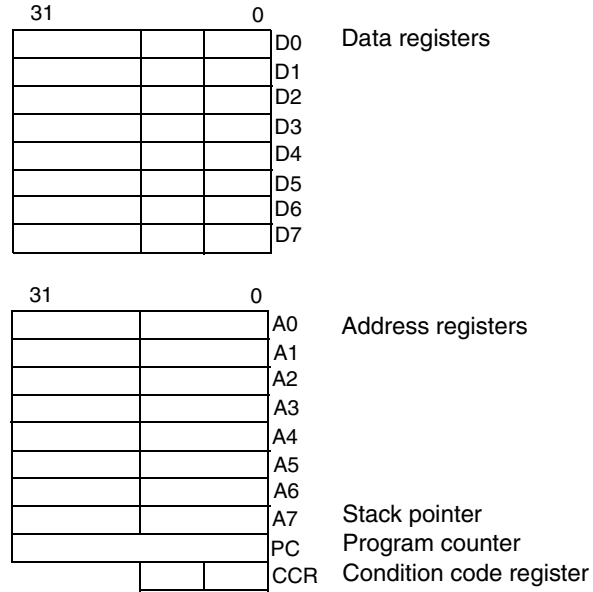 31 0
D0 Data registers
D1
D2
D3
D4
D5
D6
D7
31 0
A0 Address registers
A1
A2
A3
A4
A5
A6
A7 Stack pointer
PC Program counter
CCR Condition code register